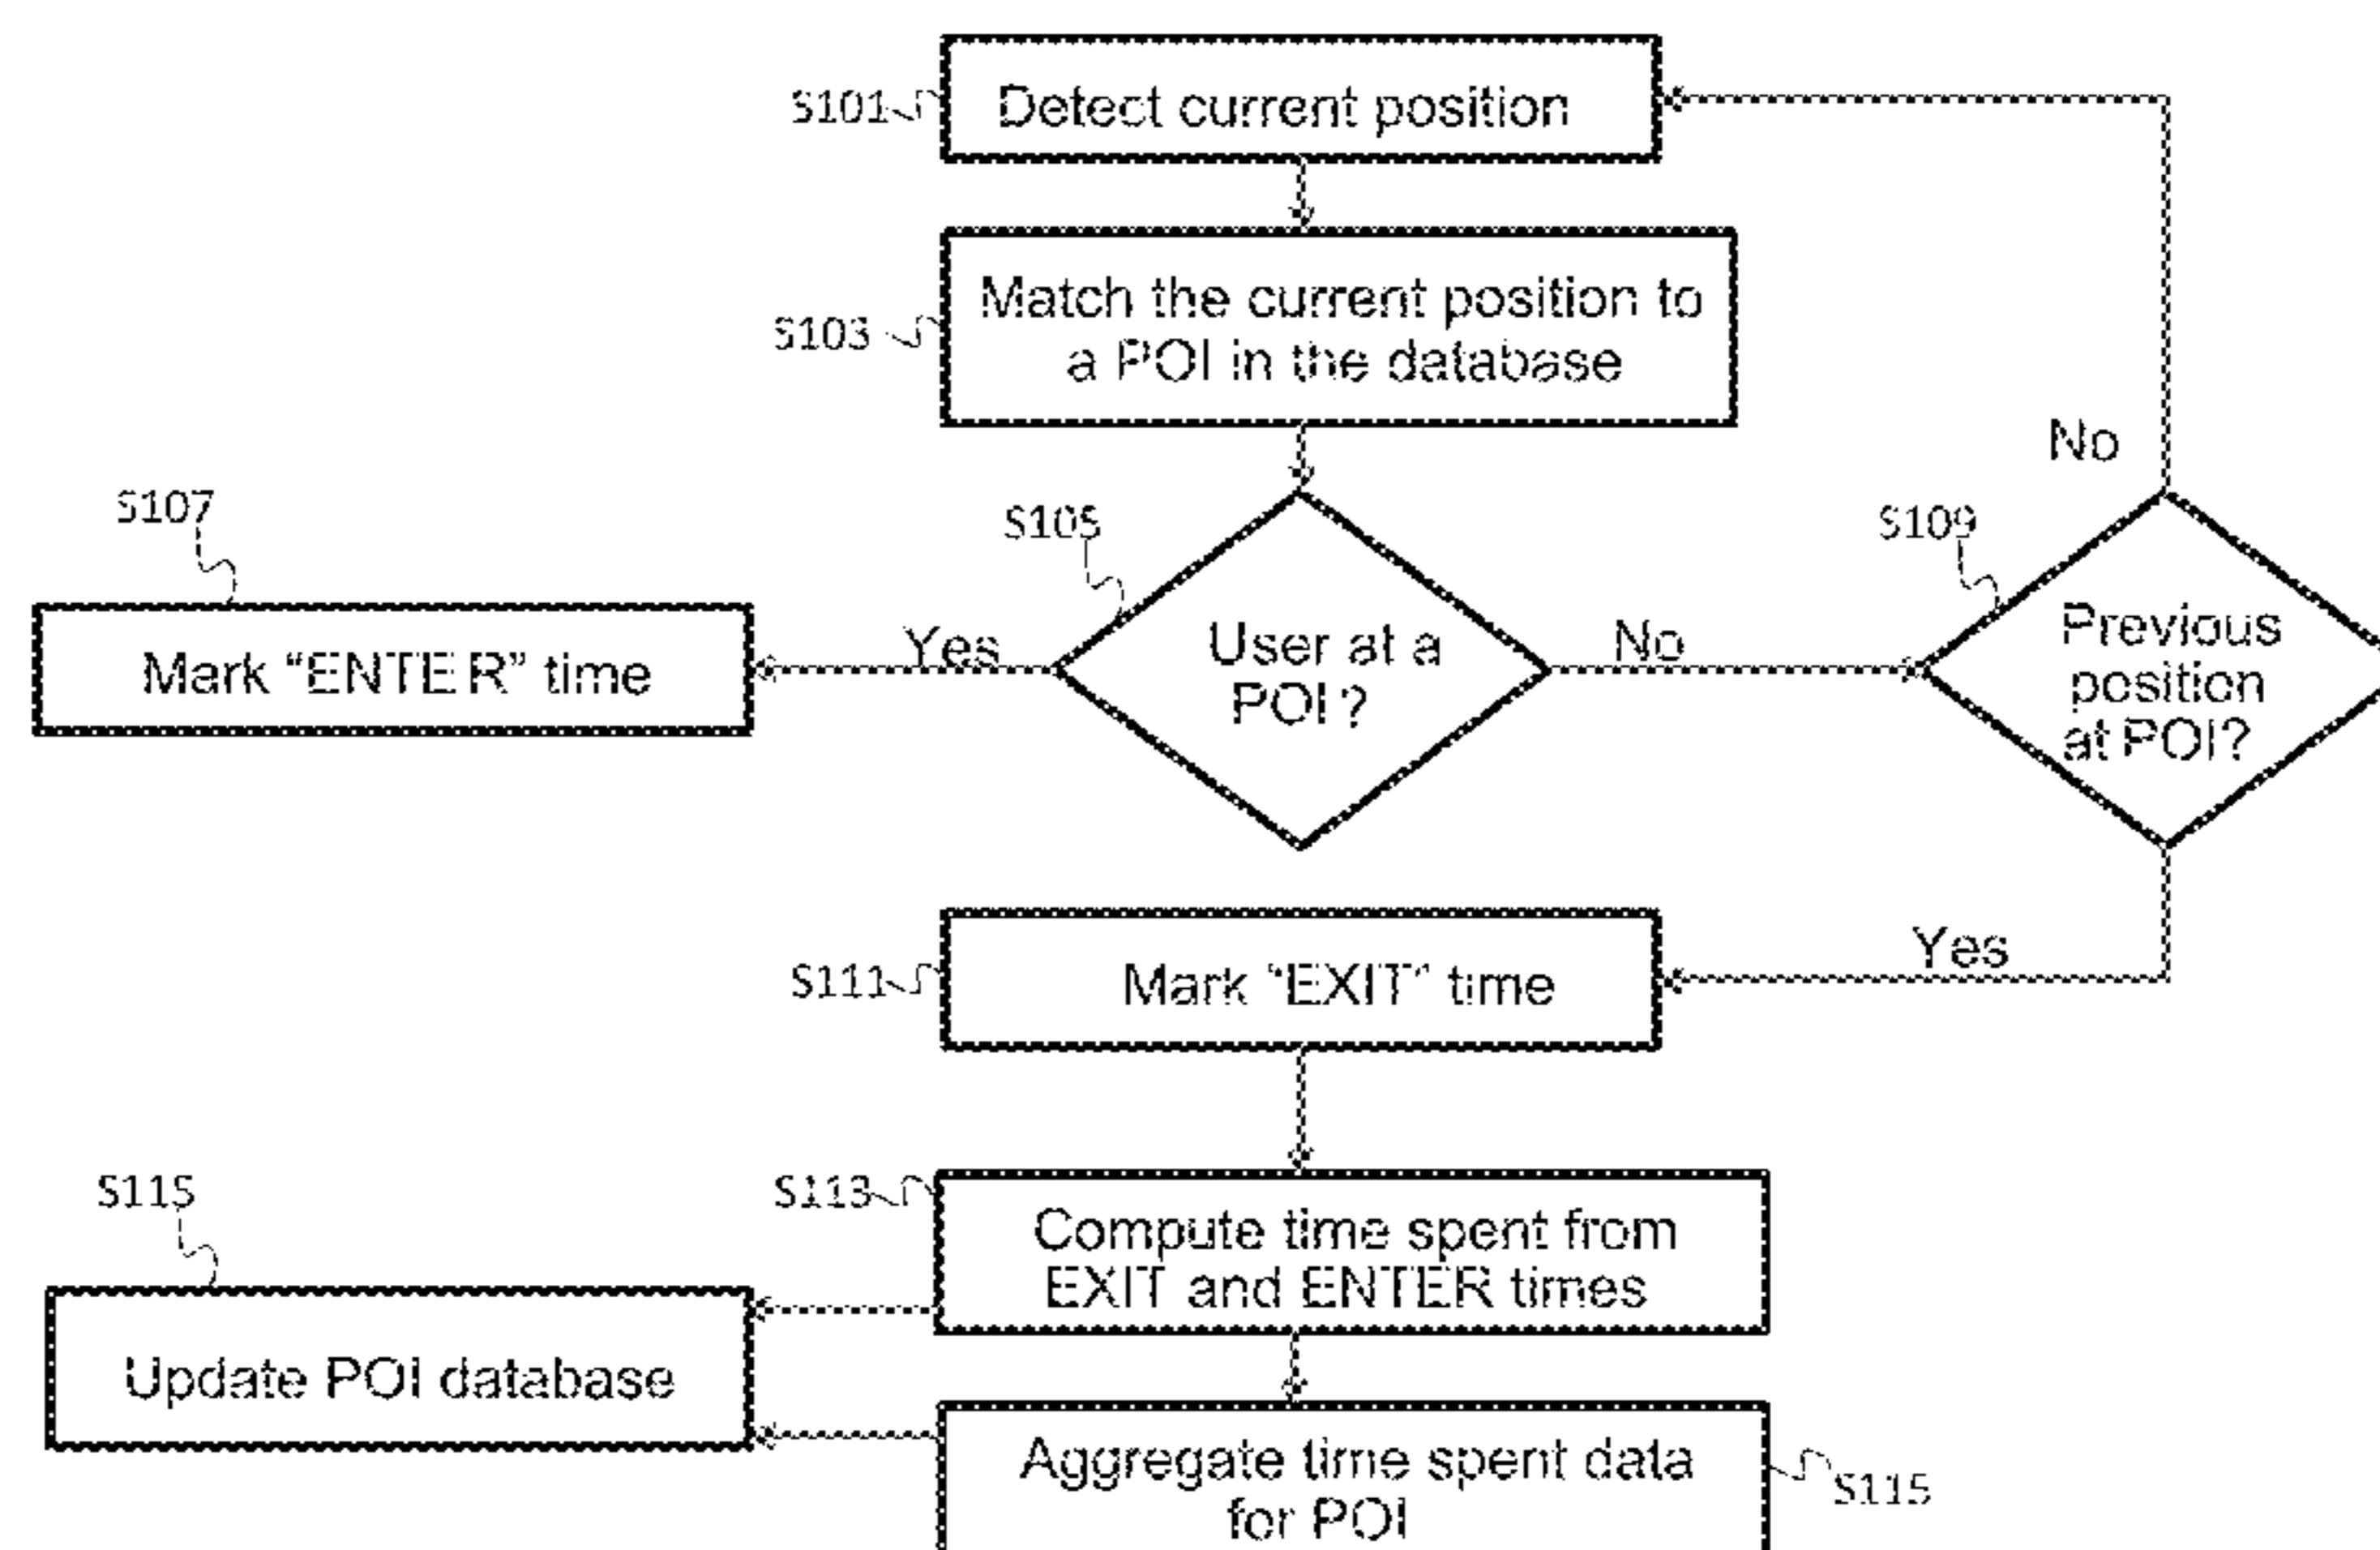 S101
Detect current position
S103
Match the current position to
a POI in the database
No
S107
S105
S109
Mark “ENTER” time
Yes
User at a
POI?
No
Previous
position
at POI?
S111
Mark “EXIT” time
Yes
S115
S113
Compute time spent from
EXIT and ENTER times
Update POI database
Aggregate time spent data
for POI
S115